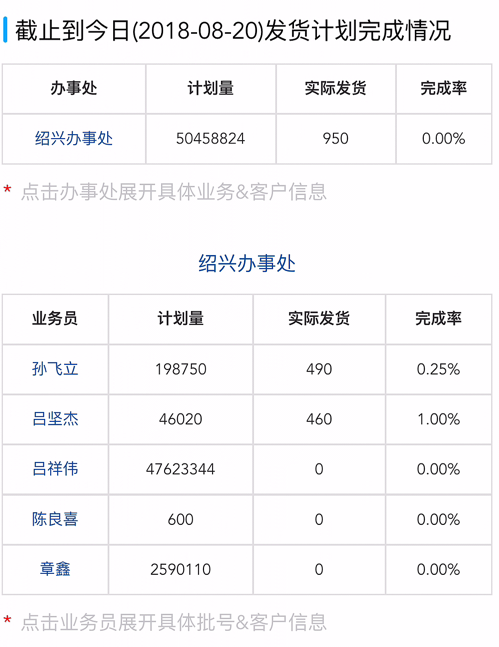 截止到今日(2018-08-20)发货计划完成情况
办事处 计划量 实际发货 完成率
绍兴办事处 50458824 950 0.00%
* 点击办事处展开具体业务&客户信息
绍兴办事处
业务员 计划量 实际发货 完成率
孙飞立 198750 490 0.25%
吕坚杰 46020 460 1.00%
吕祥伟 47623344 0 0.00%
陈良喜 600 0 0.00%
章鑫 2590110 0 0.00%
* 点击业务员展开具体批号&客户信息